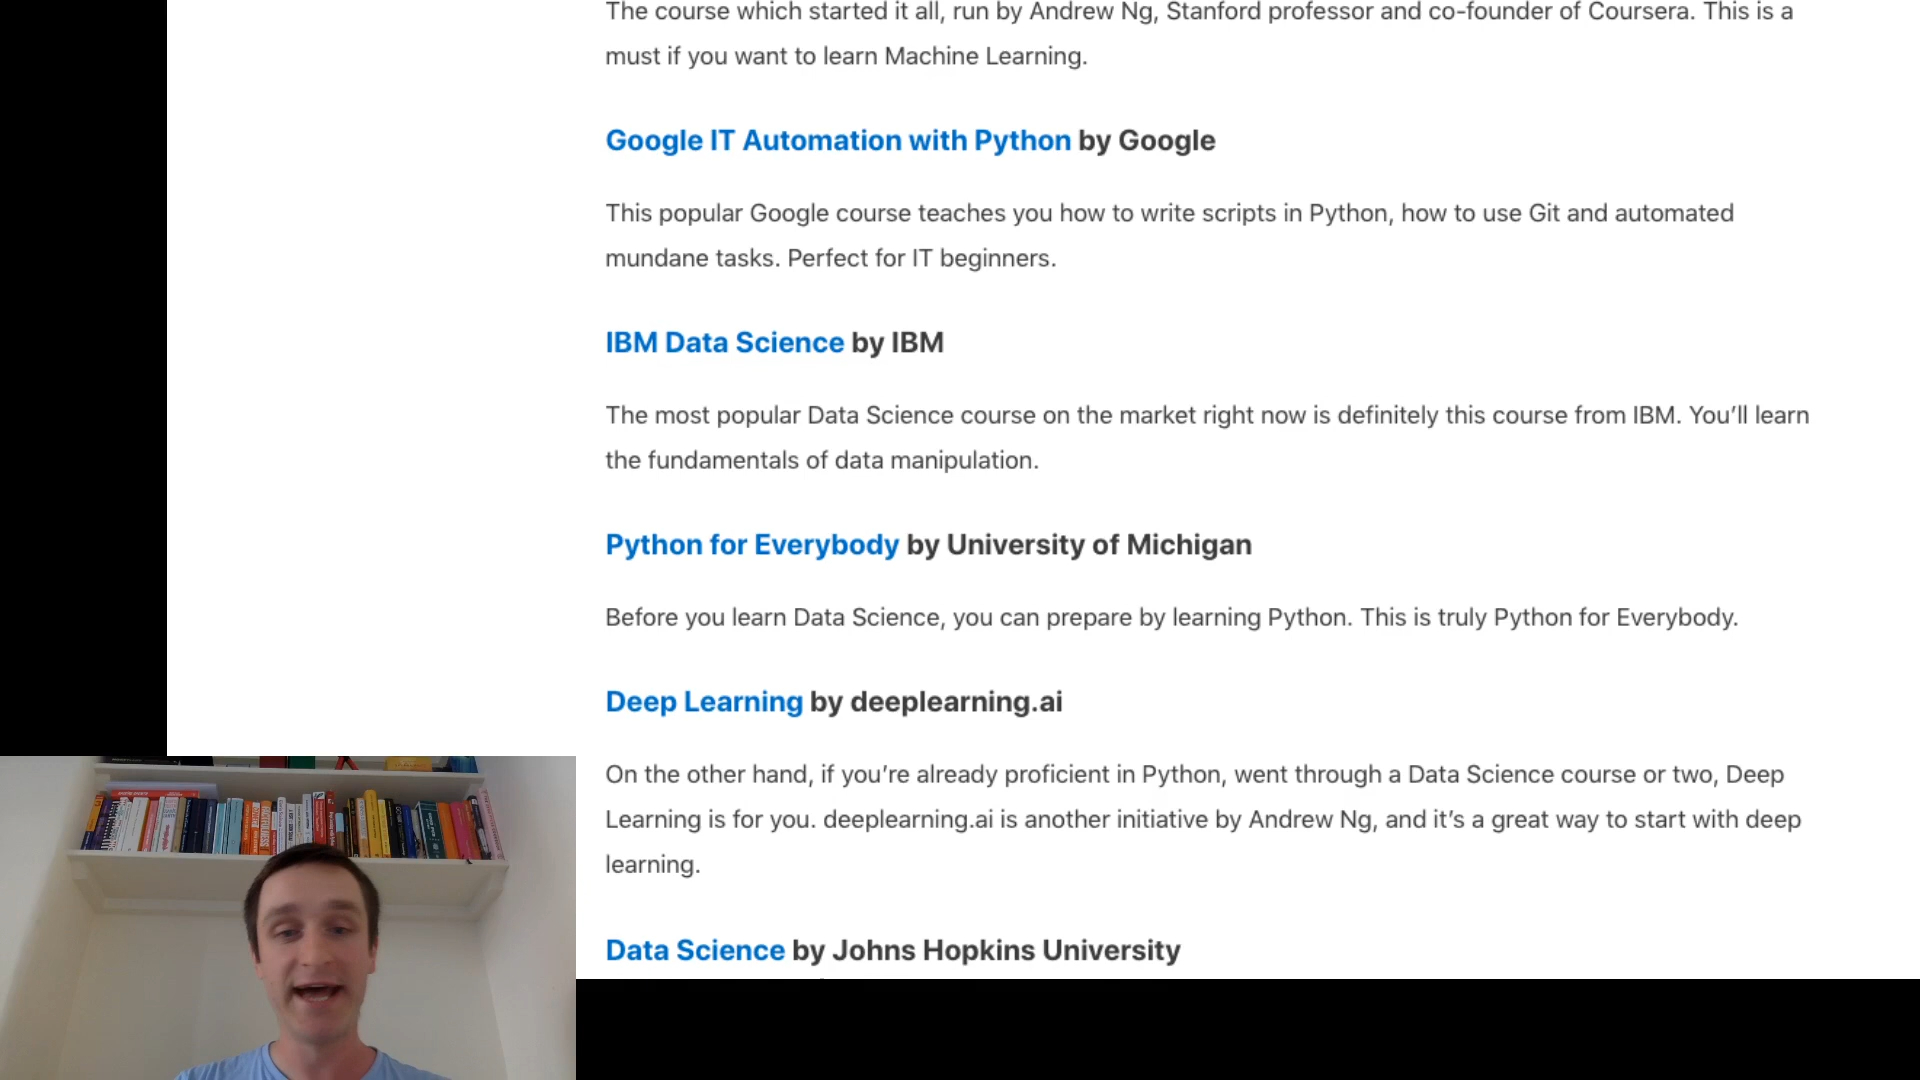 The course which started it all, run by Andrew Ng, Stanford professor and co-founder of Coursera. This is a
must if you want to learn Machine Learning.
Google IT Automation with Python by Google
This popular Google course teaches you how to write scripts in Python, how to use Git and automated
mundane tasks. Perfect for IT beginners.
IBM Data Science by IBM
The most popular Data Science course on the market right now is definitely this course from IBM. You’ll learn
the fundamentals of data manipulation.
Python for Everybody by University of Michigan
Before you learn Data Science, you can prepare by learning Python. This is truly Python for Everybody.
Deep Learning by deeplearning.ai
On the other hand, if you’re already proficient in Python, went through a Data Science course or two, Deep
Learning is for you. deeplearning.ai is another initiative by Andrew Ng, and it’s a great way to start with deep
learning.
Data Science by Johns Hopkins University